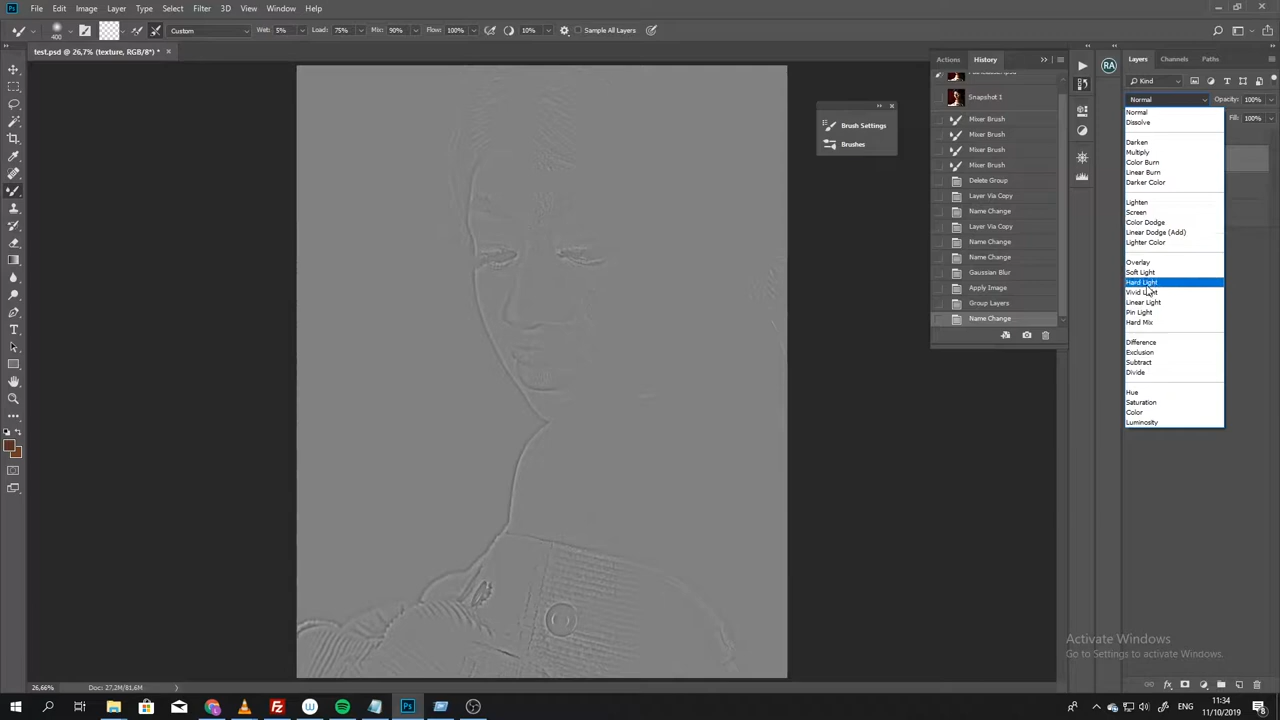 File Edit Image Layer Type Select Filter 3D View Window Help
400 Custom Wet: 5% Load: 75% Mix: 90% Flow: 100% 10% Sample All Layers
test.psd @ 26,7% (texture, RGB/8*) * ×
Actions History
Snapshot 1
Mixer Brush
Mixer Brush
Mixer Brush
Mixer Brush
Delete Group
Layer Via Copy
Name Change
Layer Via Copy
Name Change
Name Change
Gaussian Blur
Apply Image
Group Layers
Name Change
Brush Settings
Brushes
Layers Channels Paths
Kind
Normal Opacity: 100%
Fill: 100%
Normal
Dissolve
Darken
Multiply
Color Burn
Linear Burn
Darker Color
Lighten
Screen
Color Dodge
Linear Dodge (Add)
Lighter Color
Overlay
Soft Light
Hard Light
Vivid Light
Linear Light
Pin Light
Hard Mix
Difference
Exclusion
Subtract
Divide
Hue
Saturation
Color
Luminosity
Activate Windows
Go to Settings to activate Windows.
26,66% Doc: 27,2M/81,6M
11:34
11/10/2019